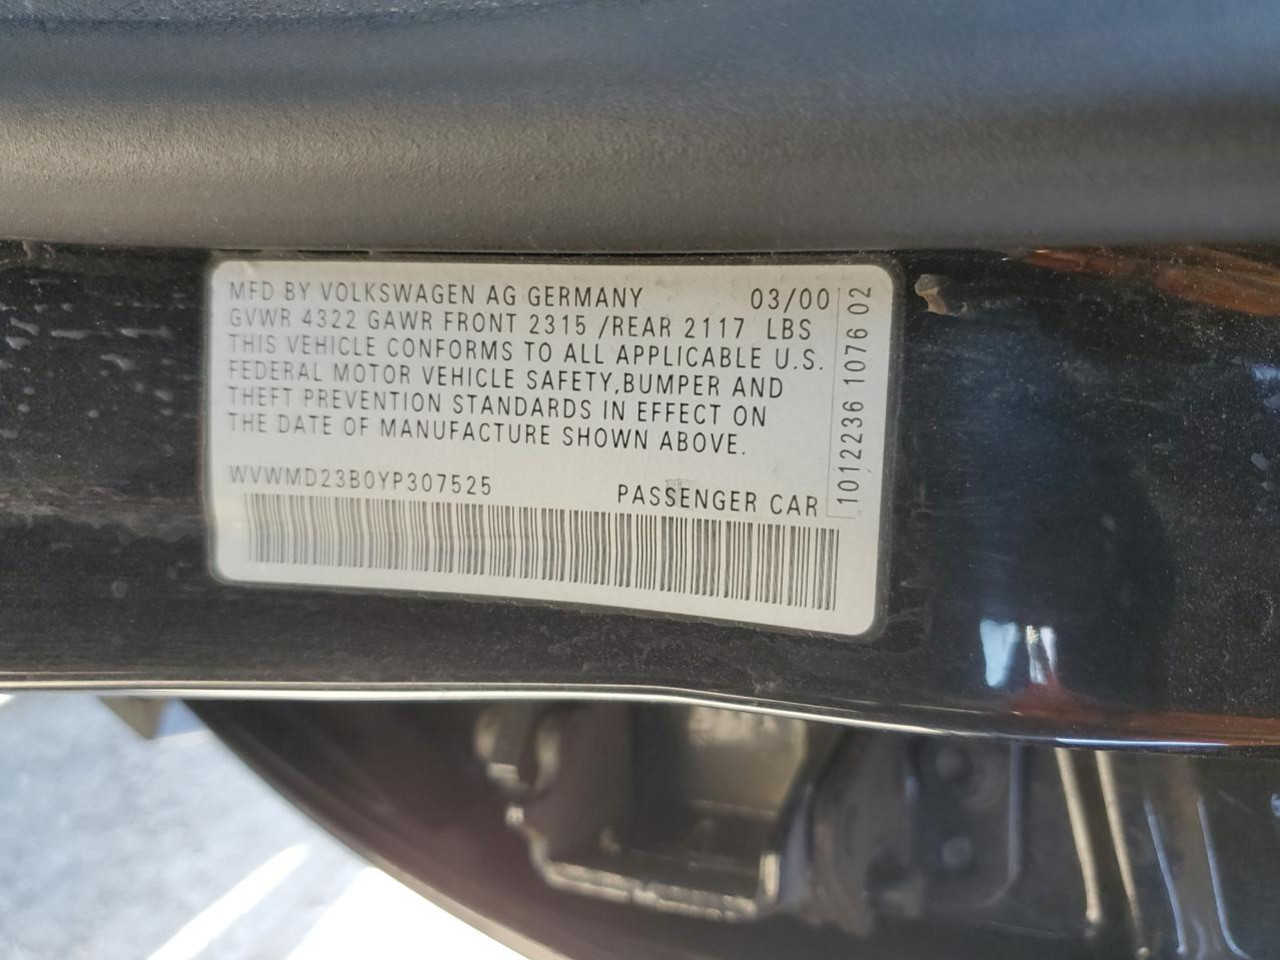 MFD BY VOLKSWAGEN AG GERMANY 03/00
GVWR 4322 GAWR FRONT 2315 /REAR 2117 LBS
THIS VEHICLE CONFORMS TO ALL APPLICABLE U.S.
FEDERAL MOTOR VEHICLE SAFETY,BUMPER AND
THEFT PREVENTION STANDARDS IN EFFECT ON
THE DATE OF MANUFACTURE SHOWN ABOVE.
WVWMD23B0YP307525
PASSENGER CAR
10122236 1076 02